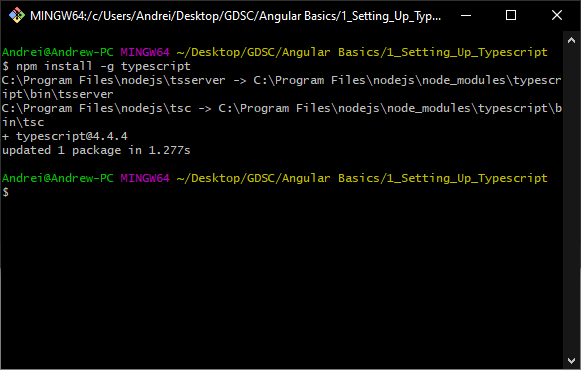 MINGW64:/c/Users/Andrei/Desktop/GDSC/Angular Basics/1_Setting_Up_Typ...
Andrei@Andrew-PC MINGW64 ~/Desktop/GDSC/Angular Basics/1_Setting_Up_Typescript
$ npm install -g typescript
C:\Program Files\nodejs\tsserver -> C:\Program Files\nodejs\node_modules\typescr
ipt\bin\tsserver
C:\Program Files\nodejs\tsc -> C:\Program Files\nodejs\node_modules\typescript\b
in\tsc
+ typescript@4.4.4
updated 1 package in 1.277s
Andrei@Andrew-PC MINGW64 ~/Desktop/GDSC/Angular Basics/1_Setting_Up_Typescript
$